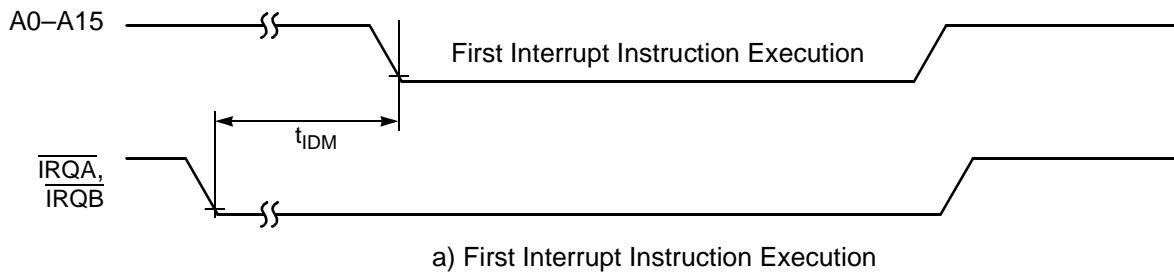 A0–A15
First Interrupt Instruction Execution
tIDM
IRQA,
IRQB
a) First Interrupt Instruction Execution